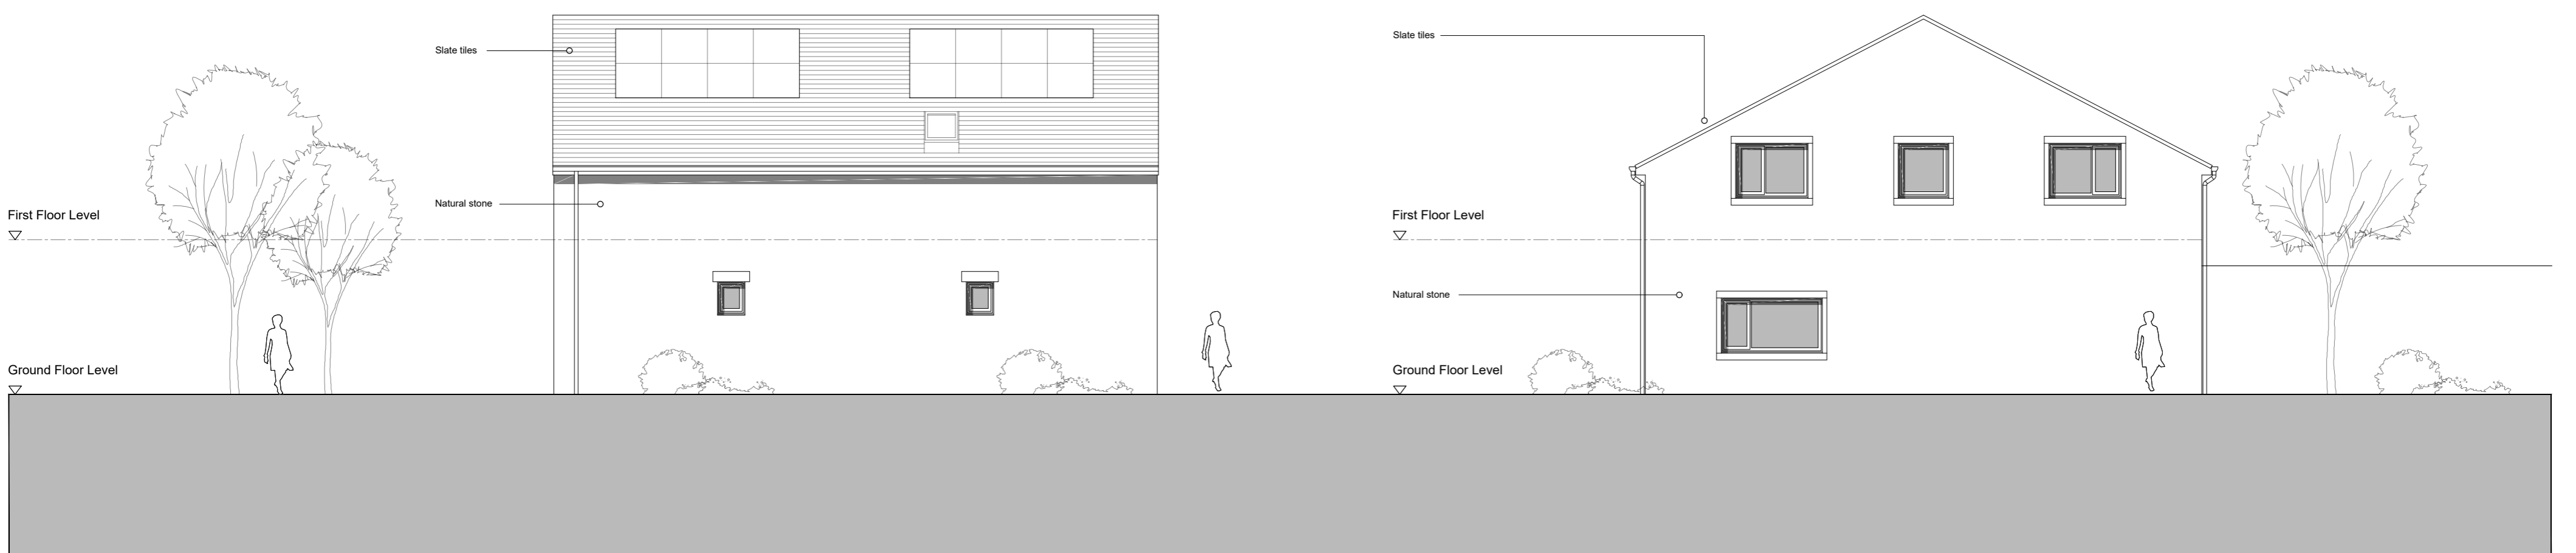 Slate tiles
Natural stone
First Floor Level
Ground Floor Level
Slate tiles
First Floor Level
Natural stone
Ground Floor Level